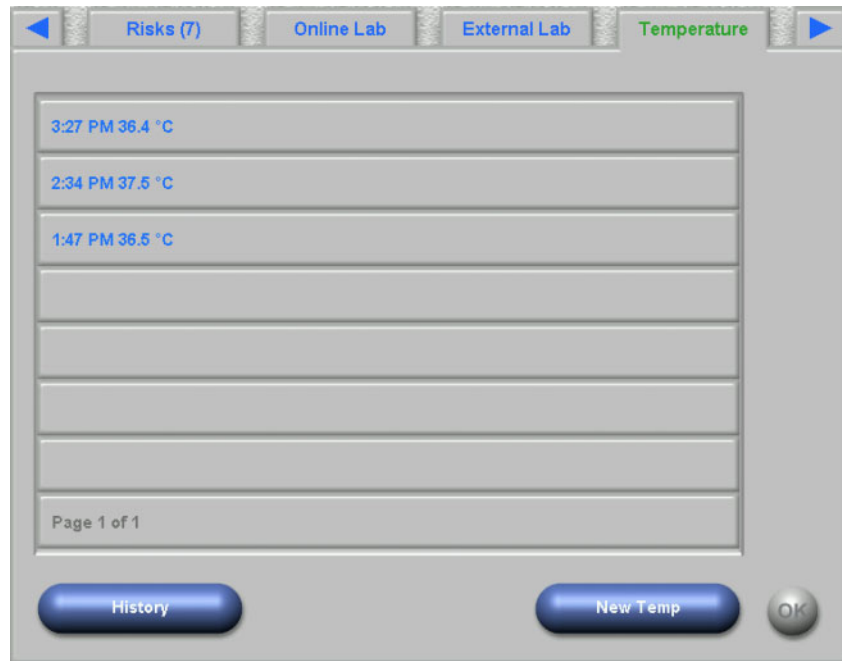 Risks (7) Online Lab External Lab Temperature
3:27 PM 36.4 °C
2:34 PM 37.5 °C
1:47 PM 36.5 °C
Page 1 of 1
History New Temp OK